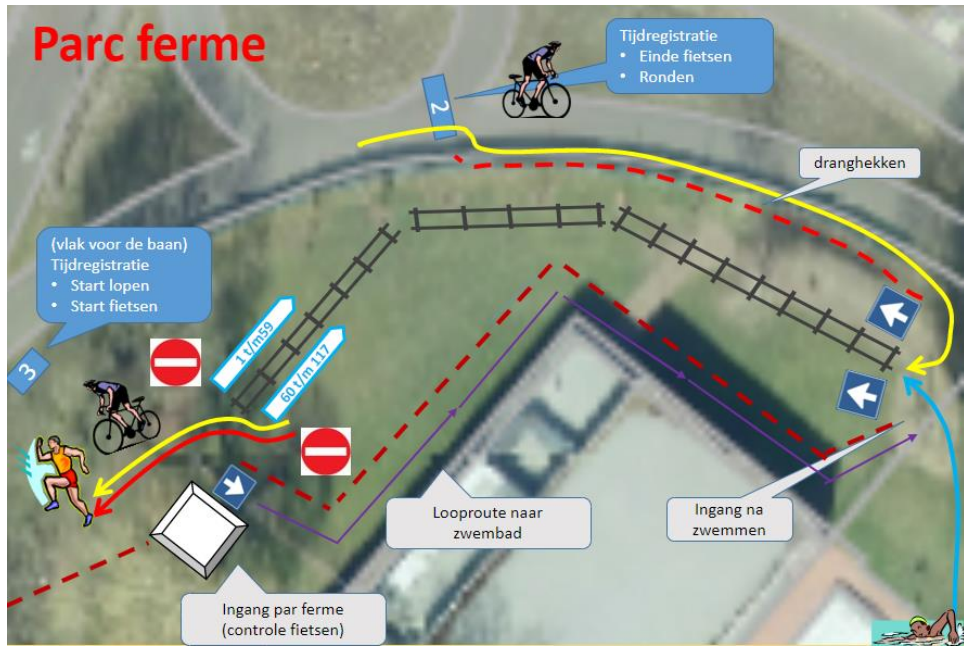 Parc ferme
Tijdregistratie
• Einde fietsen
• Ronden
2
dranghekken
(vlak voor de baan)
Tijdregistratie
• Start lopen
• Start fietsen
3
1 t/m59
60 t/m 117
Looproute naar
zwembad
Ingang na
zwemmen
Ingang par ferme
(controle fietsen)